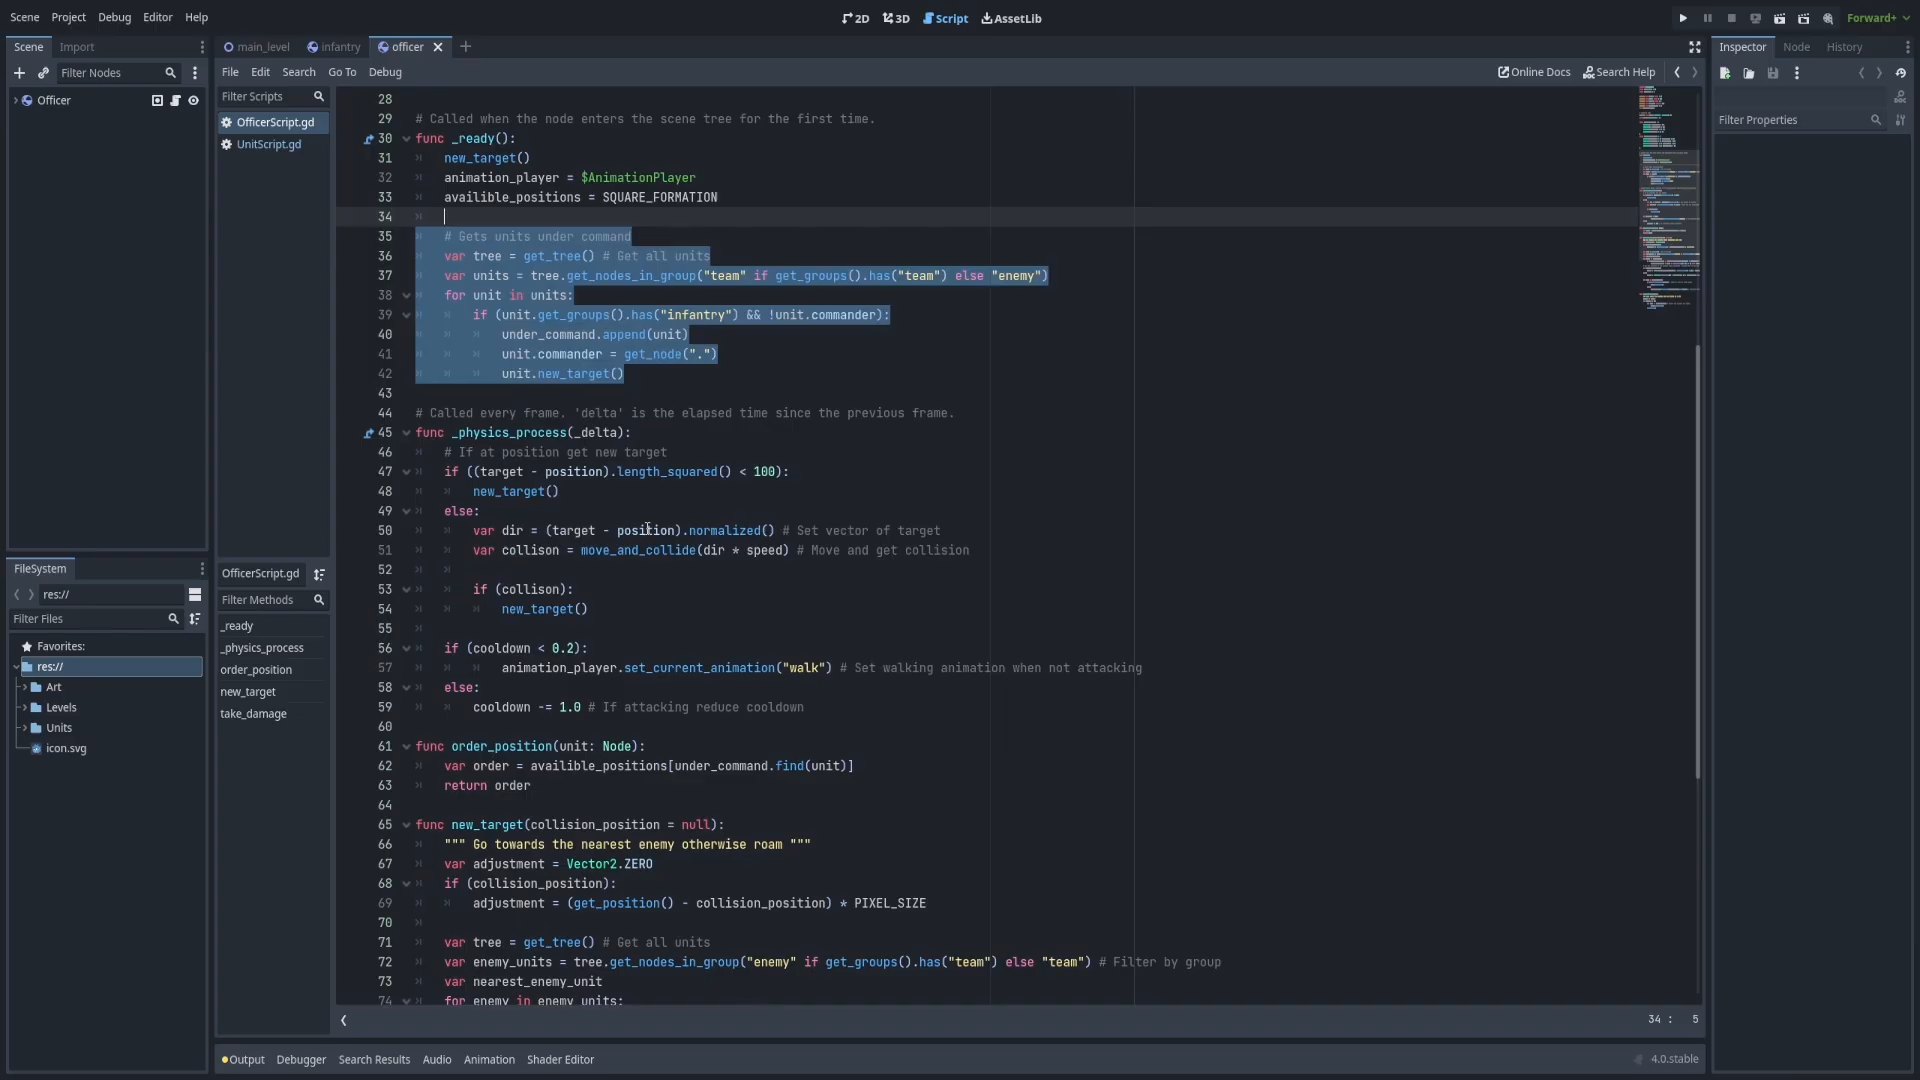 Scene Project Debug Editor Help
2D 3D Script AssetLib
Forward+
Scene Import
main_level infantry officer
Inspector Node History
Filter Nodes
File Edit Search Go To Debug
Online Docs Search Help
Officer
Filter Scripts
OfficerScript.gd
UnitScript.gd
Filter Properties
28
29 # Called when the node enters the scene tree for the first time.
30 func _ready():
31 new_target()
32 animation_player = $AnimationPlayer
33 availible_positions = SQUARE_FORMATION
34
35 # Gets units under command
36 var tree = get_tree() # Get all units
37 var units = tree.get_nodes_in_group("team" if get_groups().has("team") else "enemy")
38 for unit in units:
39 if (unit.get_groups().has("infantry") && !unit.commander):
40 under_command.append(unit)
41 unit.commander = get_node(".")
42 unit.new_target()
43
44 # Called every frame. 'delta' is the elapsed time since the previous frame.
45 func _physics_process(_delta):
46 # If at position get new target
47 if ((target - position).length_squared() < 100):
48 new_target()
49 else:
50 var dir = (target - position).normalized() # Set vector of target
51 var collison = move_and_collide(dir * speed) # Move and get collision
52
53 if (collison):
54 new_target()
55
56 if (cooldown < 0.2):
57 animation_player.set_current_animation("walk") # Set walking animation when not attacking
58 else:
59 cooldown -= 1.0 # If attacking reduce cooldown
60
61 func order_position(unit: Node):
62 var order = availible_positions[under_command.find(unit)]
63 return order
64
65 func new_target(collision_position = null):
66 """ Go towards the nearest enemy otherwise roam """
67 var adjustment = Vector2.ZERO
68 if (collision_position):
69 adjustment = (get_position() - collision_position) * PIXEL_SIZE
70
71 var tree = get_tree() # Get all units
72 var enemy_units = tree.get_nodes_in_group("enemy" if get_groups().has("team") else "team") # Filter by group
73 var nearest_enemy_unit
74 for enemy in enemy_units:
FileSystem
res://
Filter Files
Favorites:
res://
Art
Levels
Units
icon.svg
OfficerScript.gd
Filter Methods
_ready
_physics_process
order_position
new_target
take_damage
34 : 5
Output Debugger Search Results Audio Animation Shader Editor
4.0.stable